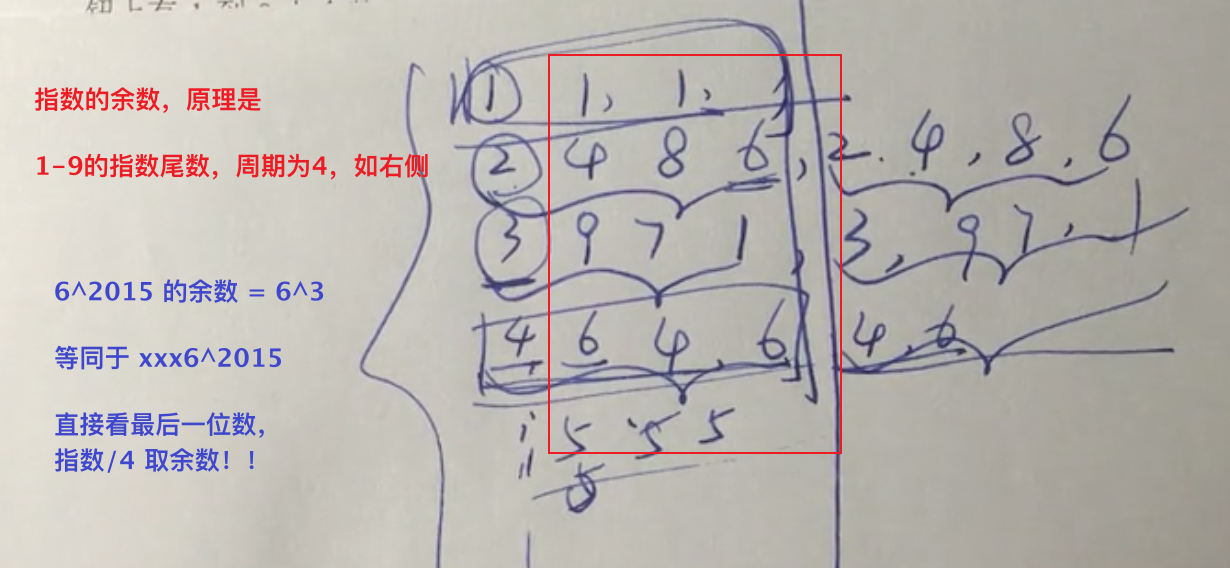 指数的余数，原理是
1-9的指数尾数，周期为4，如右侧
6^2015 的余数 = 6^3
等同于 xxx6^2015
直接看最后一位数，
指数/4 取余数！！
1 1, 1,
2 4 8 6, 2. 4, 8, 6
3 9 7 1, 3, 9 7, 1
4 6 4, 6 4, 6
5 5 5
5